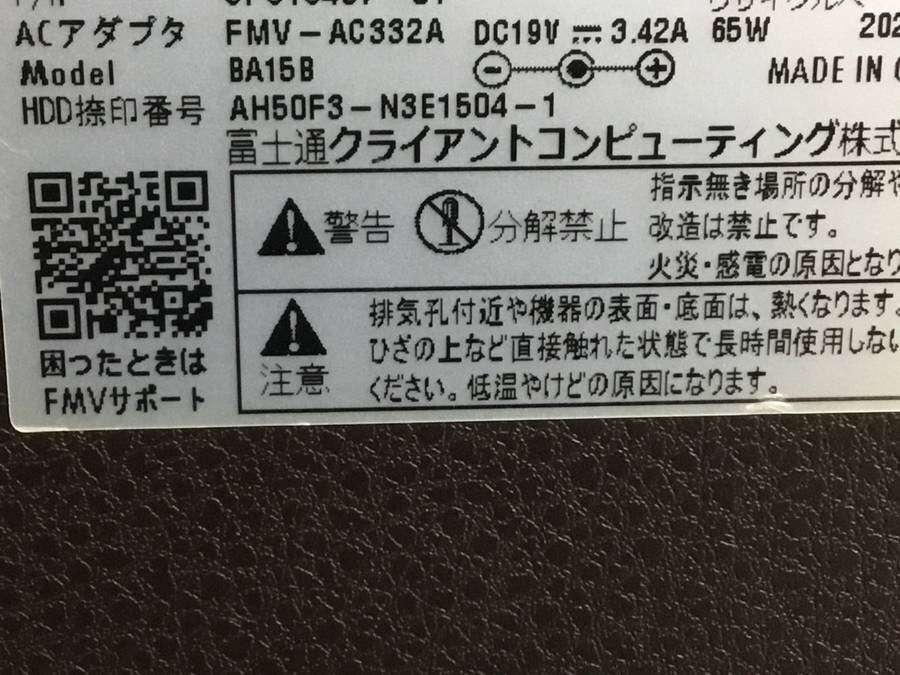 ACアダプタ FMV-AC332A DC19V 3.42A 65W 202
Model BA15B MADE IN
HDD捺印番号 AH50F3-N3E1504-1
富士通クライアントコンピューティング株式
警告 分解禁止
指示無き場所の分解や
改造は禁止です。
火災・感電の原因となり
注意
排気孔付近や機器の表面・底面は、熱くなります。
ひざの上など直接触れた状態で長時間使用しない
ください。低温やけどの原因になります。
困ったときは
FMVサポート